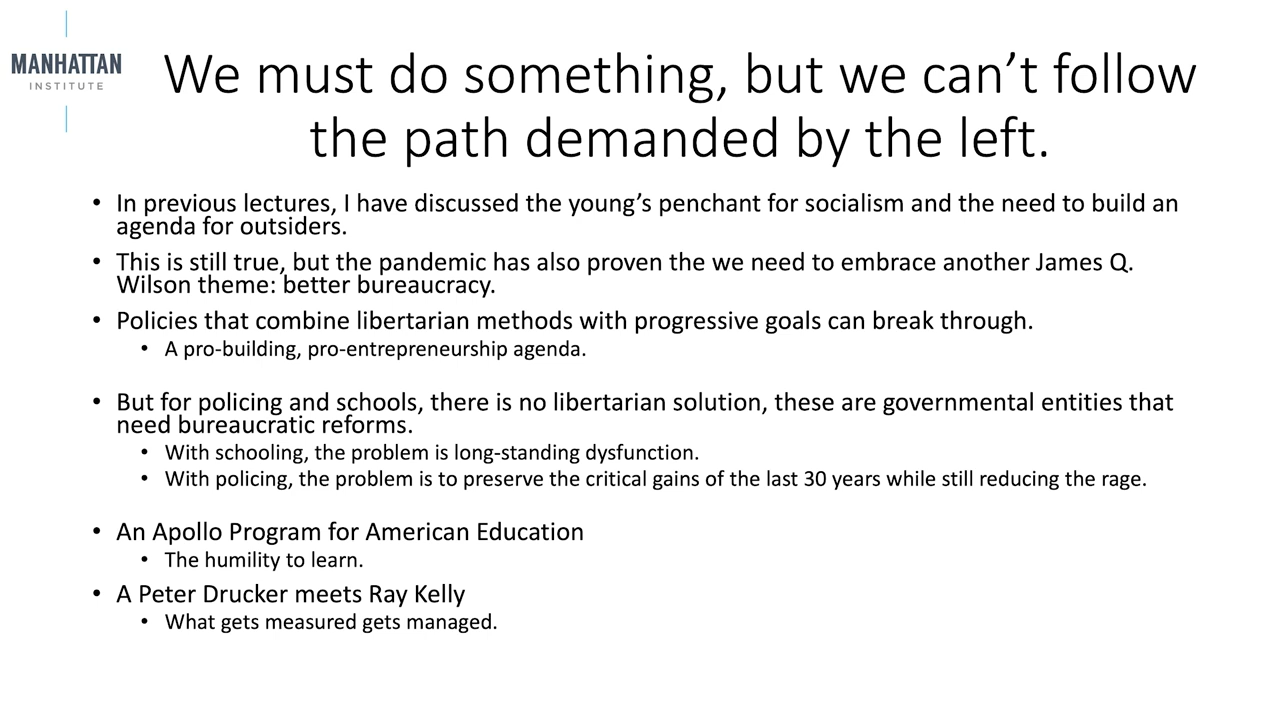 MANHATTAN
INSTITUTE
We must do something, but we can’t follow
the path demanded by the left.
• In previous lectures, I have discussed the young’s penchant for socialism and the need to build an
agenda for outsiders.
• This is still true, but the pandemic has also proven the we need to embrace another James Q.
Wilson theme: better bureaucracy.
• Policies that combine libertarian methods with progressive goals can break through.
• A pro-building, pro-entrepreneurship agenda.
• But for policing and schools, there is no libertarian solution, these are governmental entities that
need bureaucratic reforms.
• With schooling, the problem is long-standing dysfunction.
• With policing, the problem is to preserve the critical gains of the last 30 years while still reducing the rage.
• An Apollo Program for American Education
• The humility to learn.
• A Peter Drucker meets Ray Kelly
• What gets measured gets managed.